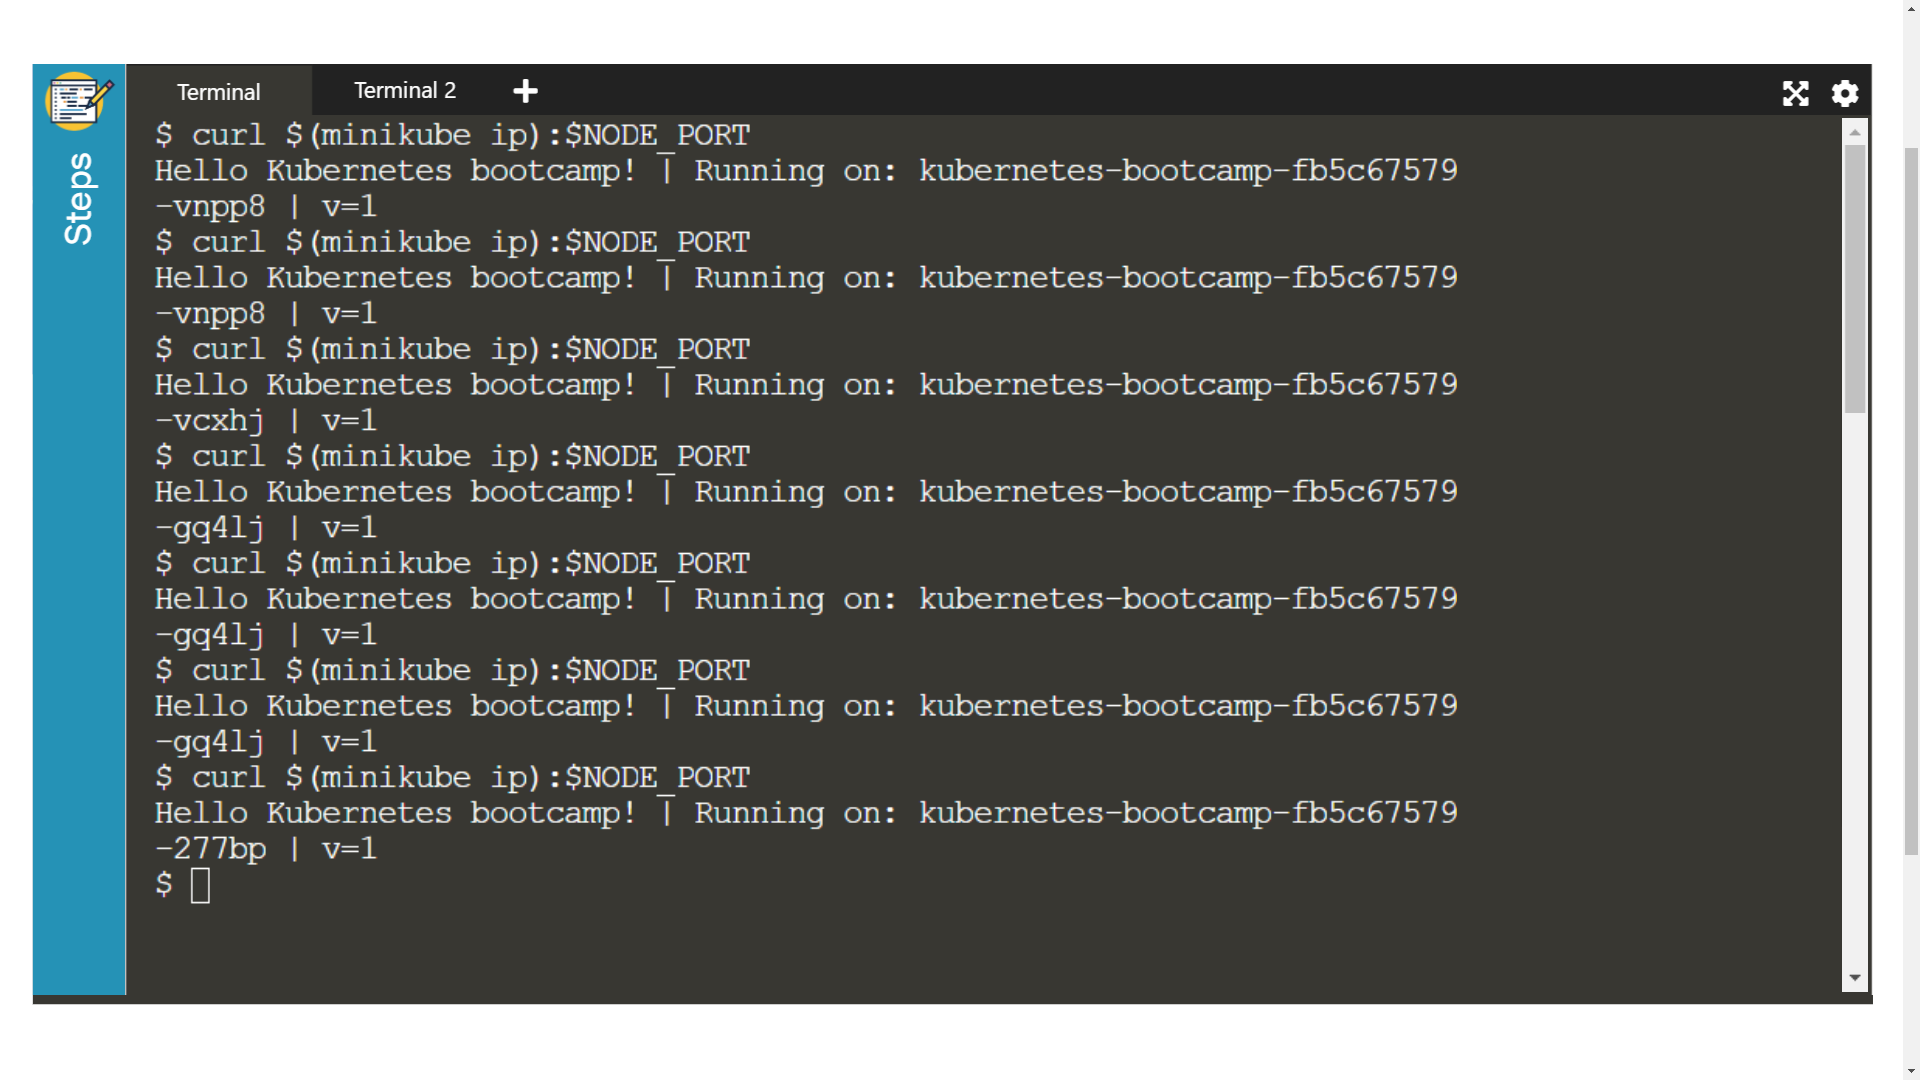 Terminal
Terminal 2
Steps
$ curl $(minikube ip):$NODE_PORT
Hello Kubernetes bootcamp! | Running on: kubernetes-bootcamp-fb5c67579
-vnpp8 | v=1
$ curl $(minikube ip):$NODE_PORT
Hello Kubernetes bootcamp! | Running on: kubernetes-bootcamp-fb5c67579
-vnpp8 | v=1
$ curl $(minikube ip):$NODE_PORT
Hello Kubernetes bootcamp! | Running on: kubernetes-bootcamp-fb5c67579
-vcxhj | v=1
$ curl $(minikube ip):$NODE_PORT
Hello Kubernetes bootcamp! | Running on: kubernetes-bootcamp-fb5c67579
-gq4lj | v=1
$ curl $(minikube ip):$NODE_PORT
Hello Kubernetes bootcamp! | Running on: kubernetes-bootcamp-fb5c67579
-gq4lj | v=1
$ curl $(minikube ip):$NODE_PORT
Hello Kubernetes bootcamp! | Running on: kubernetes-bootcamp-fb5c67579
-gq4lj | v=1
$ curl $(minikube ip):$NODE_PORT
Hello Kubernetes bootcamp! | Running on: kubernetes-bootcamp-fb5c67579
-277bp | v=1
$